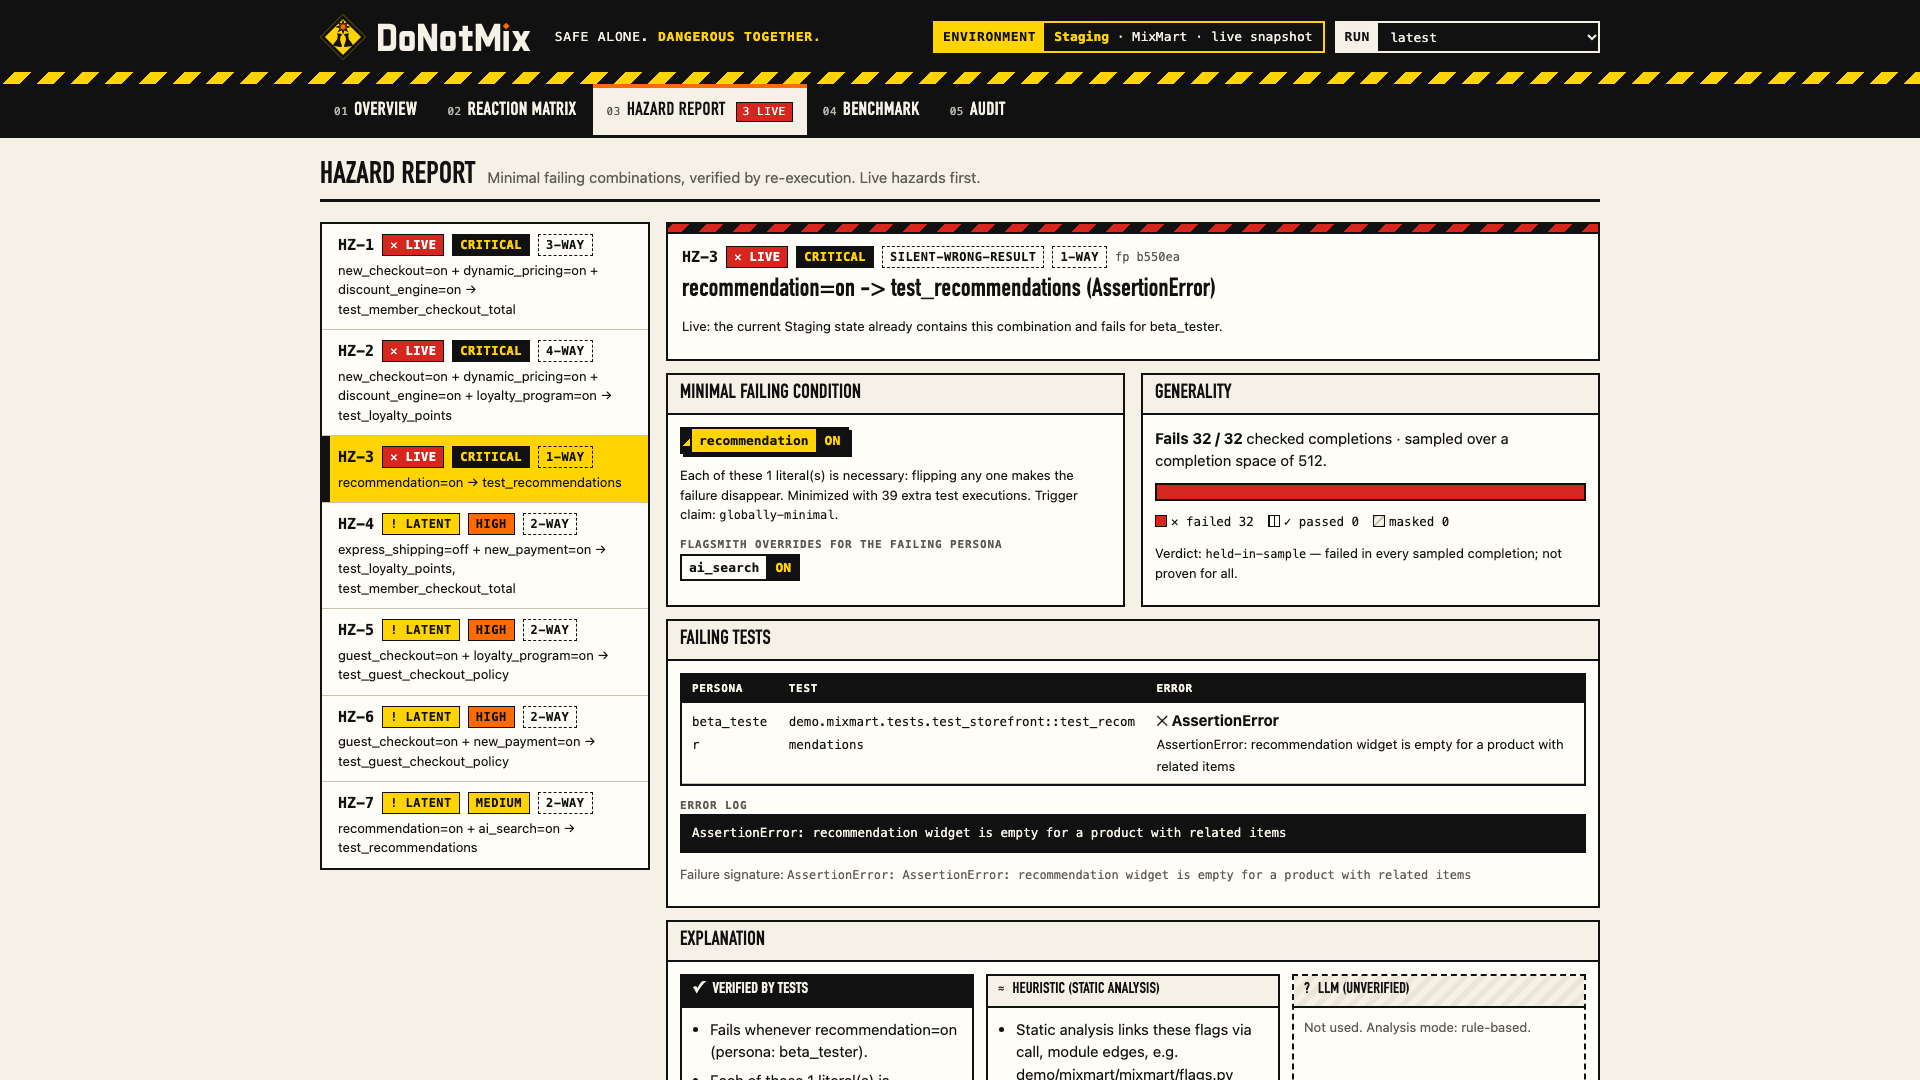 DoNotMix
SAFE ALONE. DANGEROUS TOGETHER.
ENVIRONMENT Staging · MixMart · live snapshot
RUN latest
01 OVERVIEW
02 REACTION MATRIX
03 HAZARD REPORT 3 LIVE
04 BENCHMARK
05 AUDIT
HAZARD REPORT Minimal failing combinations, verified by re-execution. Live hazards first.
HZ-1 × LIVE CRITICAL 3-WAY
new_checkout=on + dynamic_pricing=on +
discount_engine=on →
test_member_checkout_total
HZ-2 × LIVE CRITICAL 4-WAY
new_checkout=on + dynamic_pricing=on +
discount_engine=on + loyalty_program=on →
test_loyalty_points
HZ-3 × LIVE CRITICAL 1-WAY
recommendation=on → test_recommendations
HZ-4 ! LATENT HIGH 2-WAY
express_shipping=off + new_payment=on →
test_loyalty_points,
test_member_checkout_total
HZ-5 ! LATENT HIGH 2-WAY
guest_checkout=on + loyalty_program=on →
test_guest_checkout_policy
HZ-6 ! LATENT HIGH 2-WAY
guest_checkout=on + new_payment=on →
test_guest_checkout_policy
HZ-7 ! LATENT MEDIUM 2-WAY
recommendation=on + ai_search=on →
test_recommendations
HZ-3 × LIVE CRITICAL SILENT-WRONG-RESULT 1-WAY fp b550ea
recommendation=on -> test_recommendations (AssertionError)
Live: the current Staging state already contains this combination and fails for beta_tester.
MINIMAL FAILING CONDITION
recommendation ON
Each of these 1 literal(s) is necessary: flipping any one makes the
failure disappear. Minimized with 39 extra test executions. Trigger
claim: globally-minimal.
FLAGSMITH OVERRIDES FOR THE FAILING PERSONA
ai_search ON
GENERALITY
Fails 32 / 32 checked completions · sampled over a
completion space of 512.
× failed 32 ✓ passed 0 masked 0
Verdict: held-in-sample — failed in every sampled completion; not
proven for all.
FAILING TESTS
PERSONA TEST ERROR
beta_teste demo.mixmart.tests.test_storefront::test_recom × AssertionError
r mendations AssertionError: recommendation widget is empty for a product with
related items
ERROR LOG
AssertionError: recommendation widget is empty for a product with related items
Failure signature: AssertionError: AssertionError: recommendation widget is empty for a product with related items
EXPLANATION
✓ VERIFIED BY TESTS
Fails whenever recommendation=on
(persona: beta_tester).
Each of these 1 literal(s) is
≈ HEURISTIC (STATIC ANALYSIS)
Static analysis links these flags via
call, module edges, e.g.
demo/mixmart/mixmart/flags.py
? LLM (UNVERIFIED)
Not used. Analysis mode: rule-based.